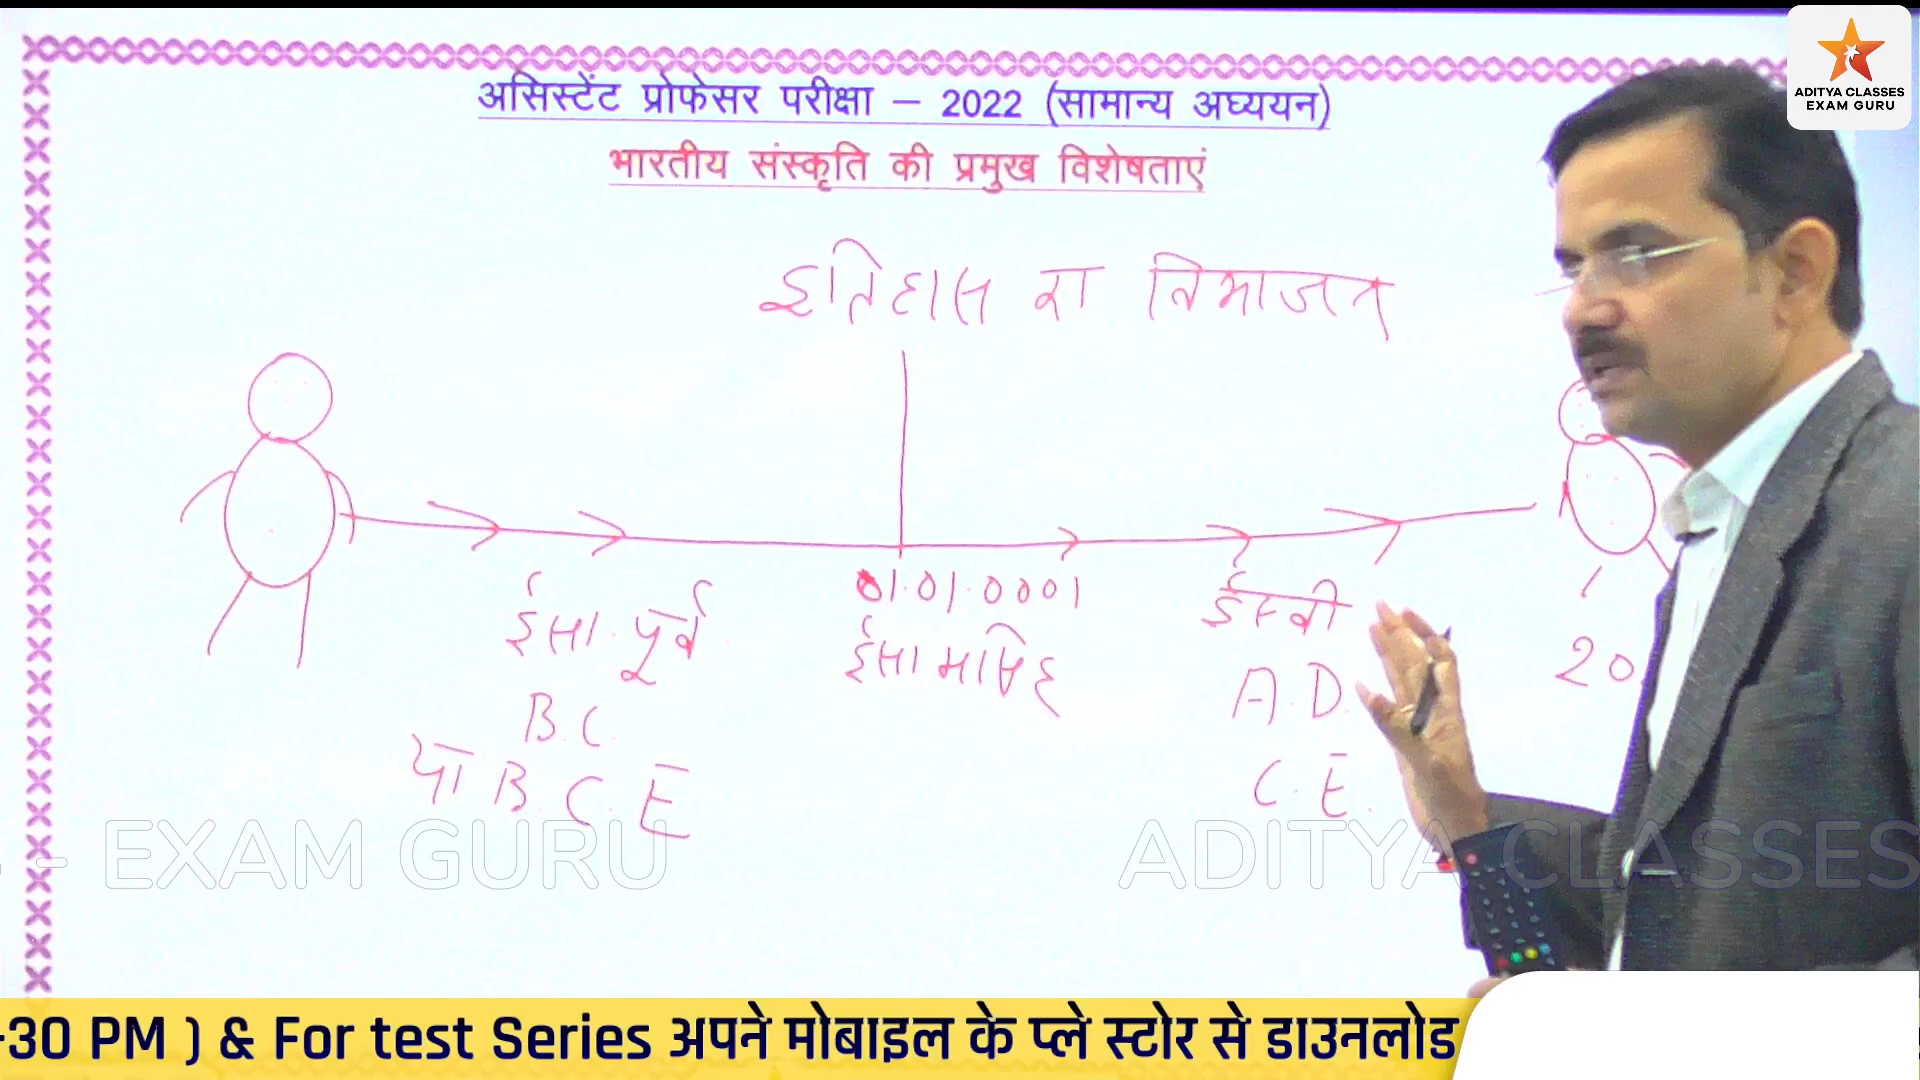 ADITYA CLASSES
EXAM GURU
असिस्टेंट प्रोफेसर परीक्षा – 2022 (सामान्य अध्ययन)
भारतीय संस्कृति की प्रमुख विशेषताएं
इतिहास का विभाजन
01.01.0001
ईसा पूर्व
ईसा मसिह
ईस्वी
B.C.
A.D.
20
या B.C.E
C.E.
- EXAM GURU
ADITYA CLASSES
-30 PM ) & For test Series अपने मोबाइल के प्ले स्टोर से डाउनलोड